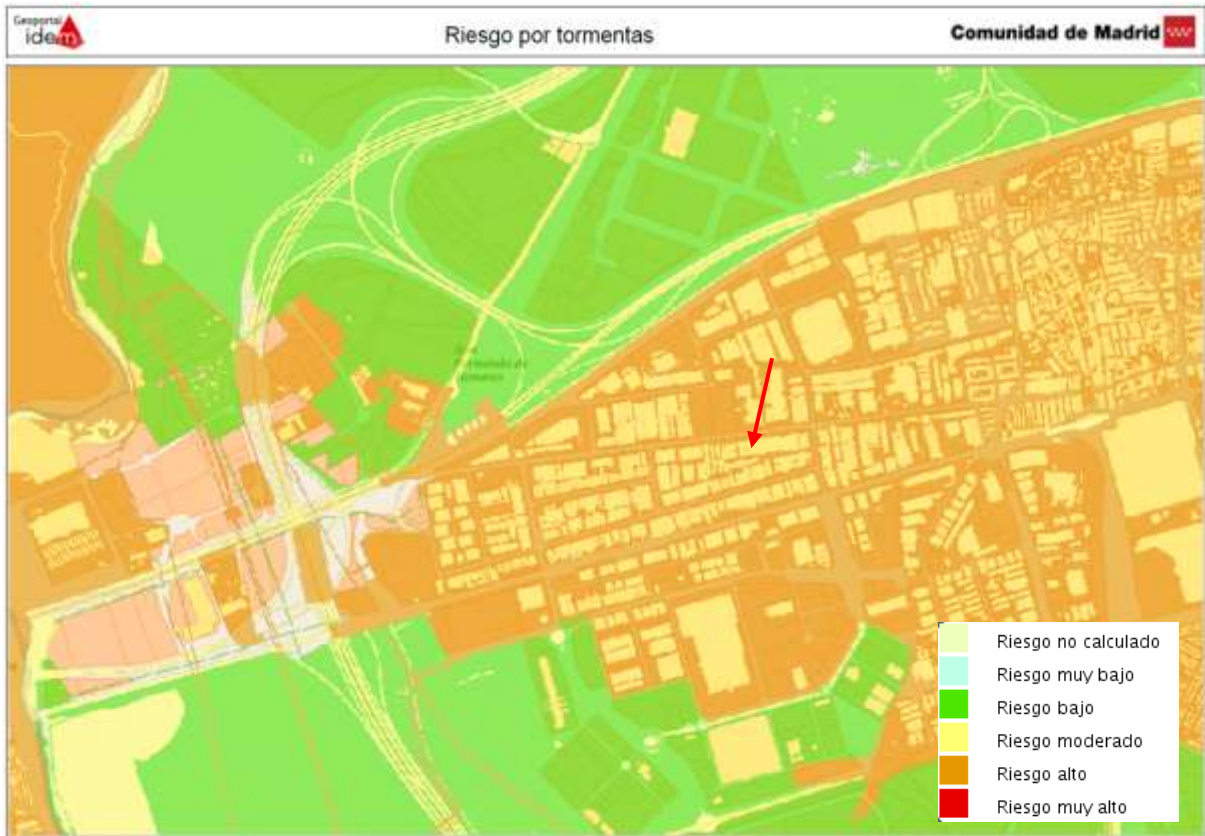 Geoportal
idem
Riesgo por tormentas
Comunidad de Madrid
Riesgo no calculado
Riesgo muy bajo
Riesgo bajo
Riesgo moderado
Riesgo alto
Riesgo muy alto